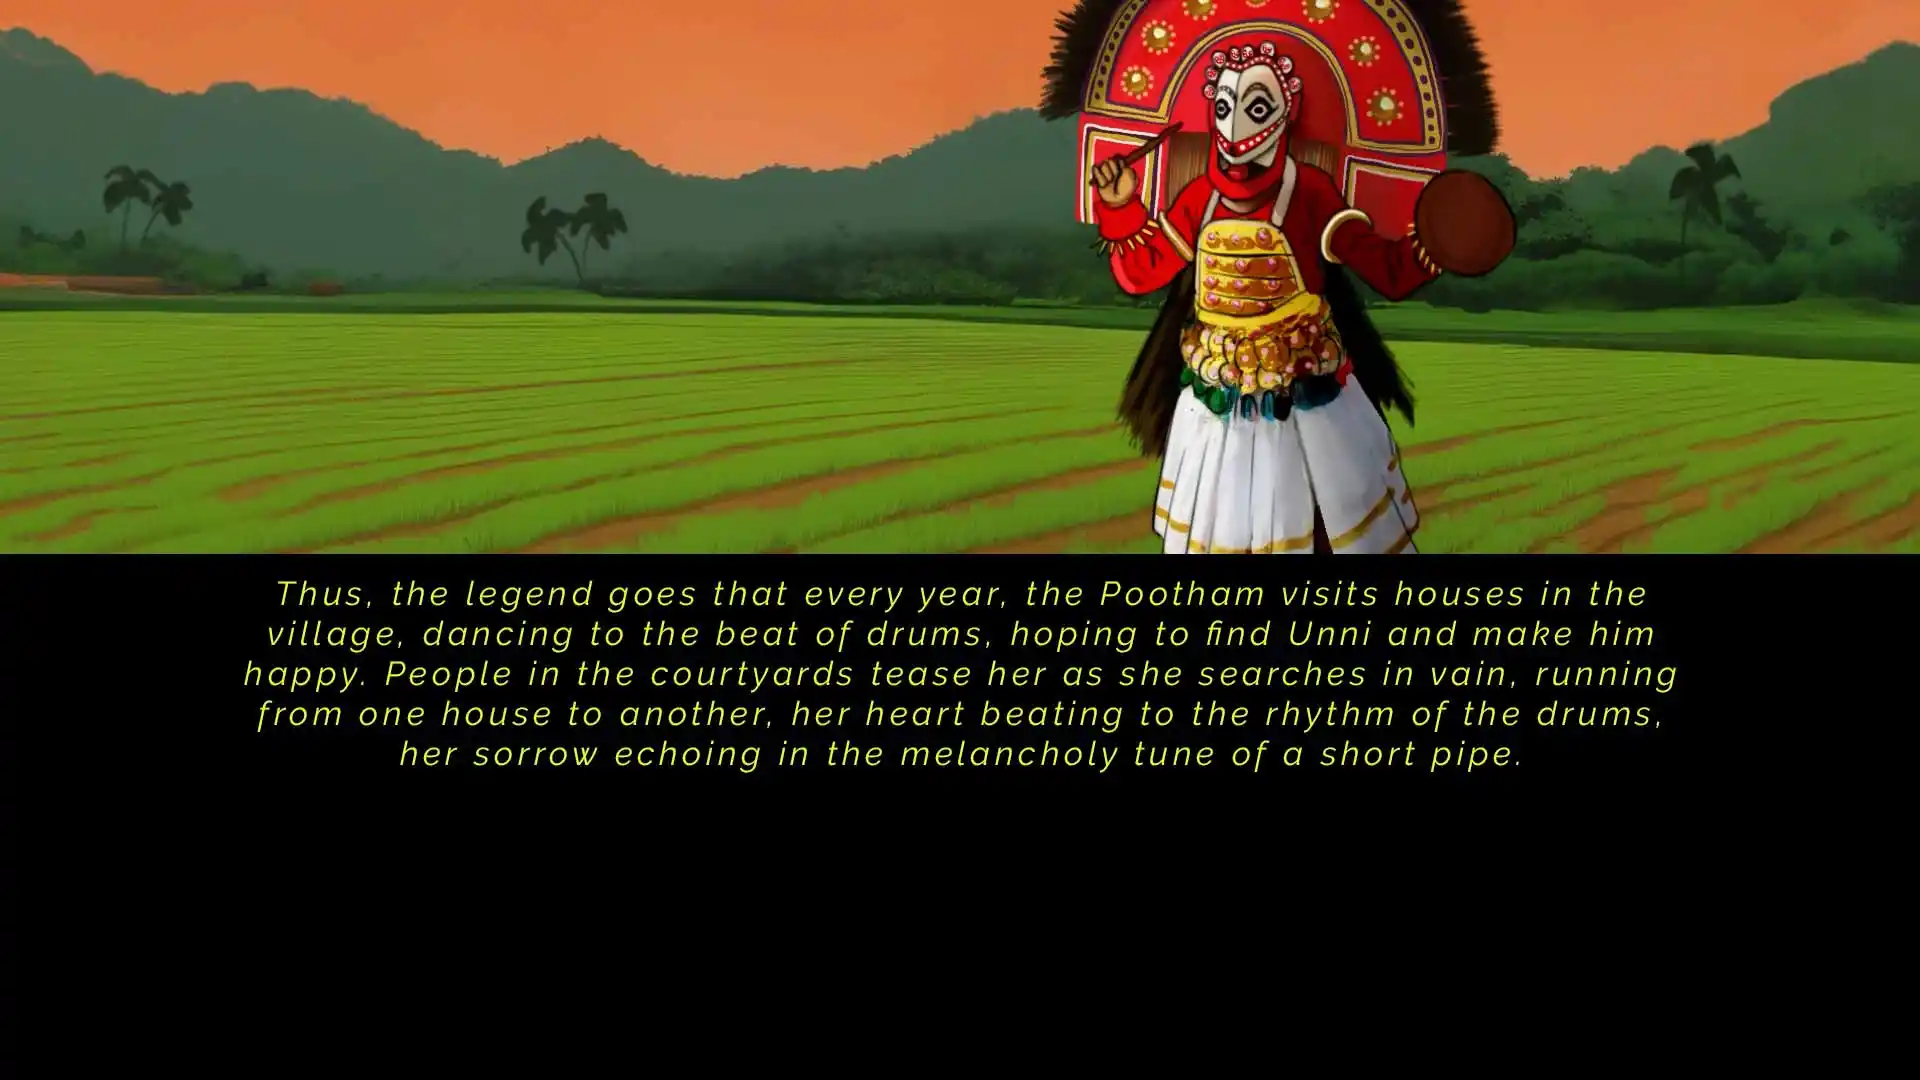 Thus, the legend goes that every year, the Pootham visits houses in the
village, dancing to the beat of drums, hoping to find Unni and make him
happy. People in the courtyards tease her as she searches in vain, running
from one house to another, her heart beating to the rhythm of the drums,
her sorrow echoing in the melancholy tune of a short pipe.